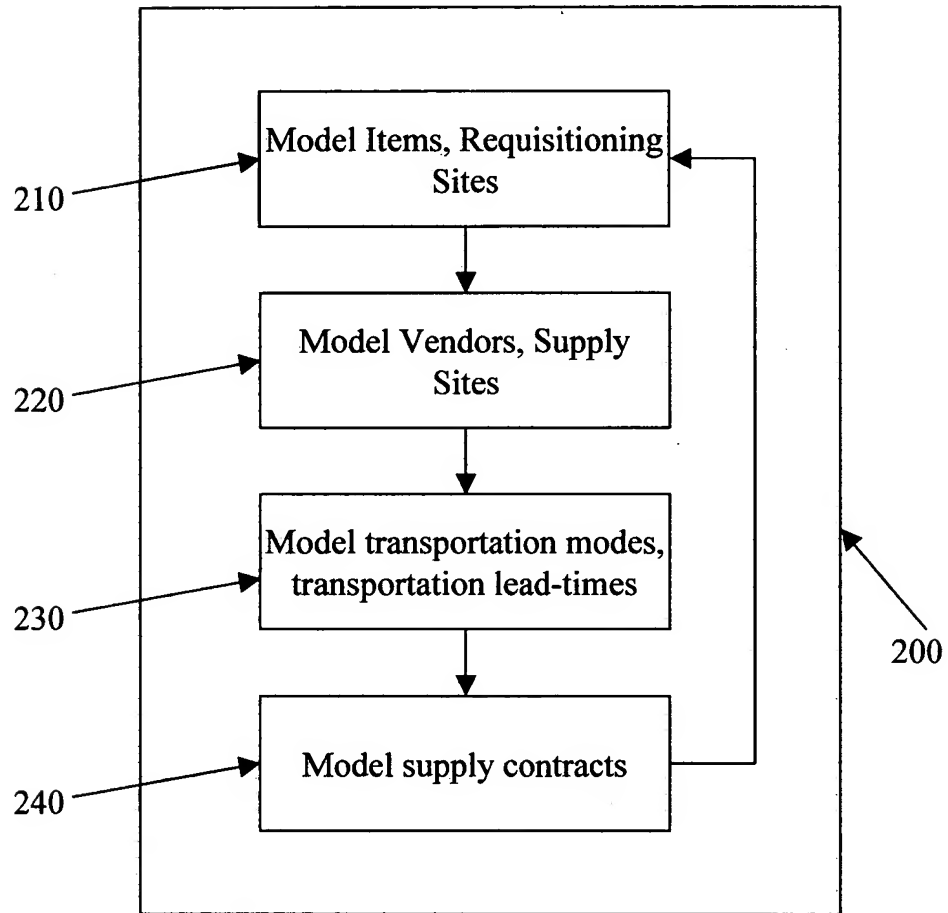 Model Items, Requisitioning
Sites
210
Model Vendors, Supply
Sites
220
Model transportation modes,
transportation lead-times
230
200
Model supply contracts
240